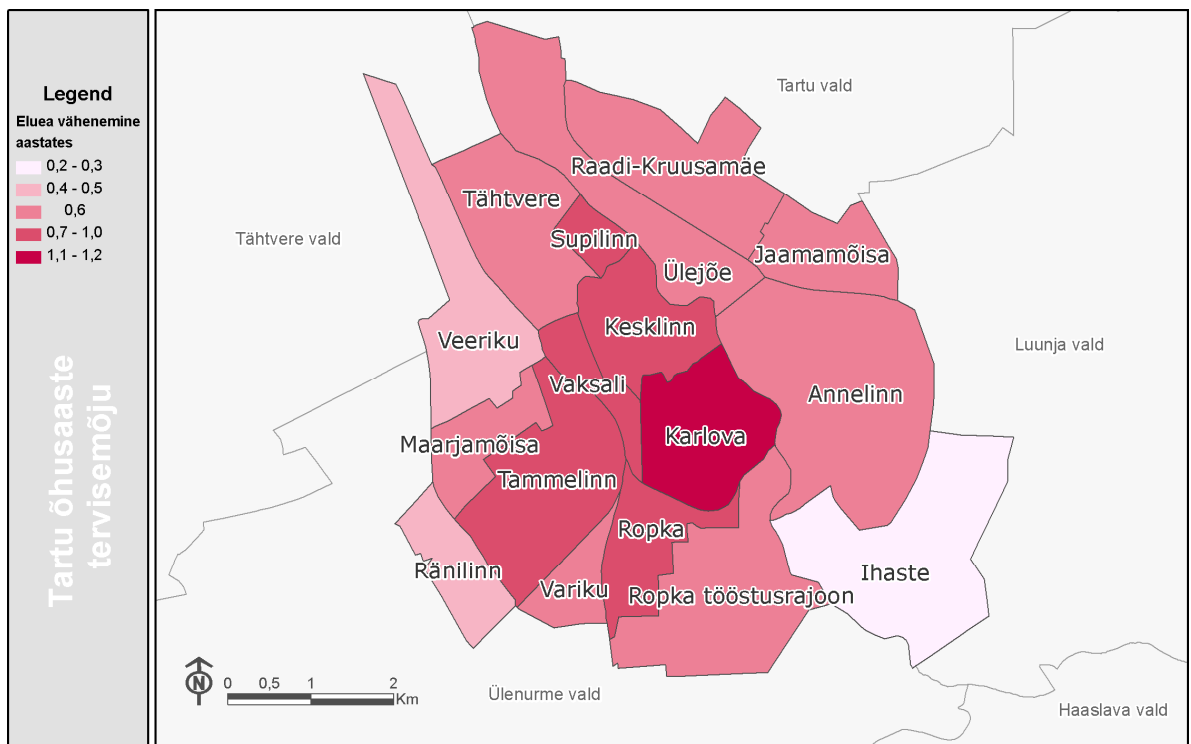 Legend
Eluea vähenemine
aastates
0,2 - 0,3
0,4 - 0,5
0,6
0,7 - 1,0
1,1 - 1,2
Tartu õhusaaste
tervisemõju
Tartu vald
Raadi-Kruusamäe
Tähtvere
Tähtvere vald
Supilinn
Jaamamõisa
Ülejõe
Kesklinn
Veeriku
Luunja vald
Vaksali
Annelinn
Karlova
Maarjamõisa
Tammelinn
Ropka
Ränilinn
Variku
Ropka tööstusrajoon
Ihaste
N
0 0,5 1 2
Km
Ülenurme vald
Haaslava vald